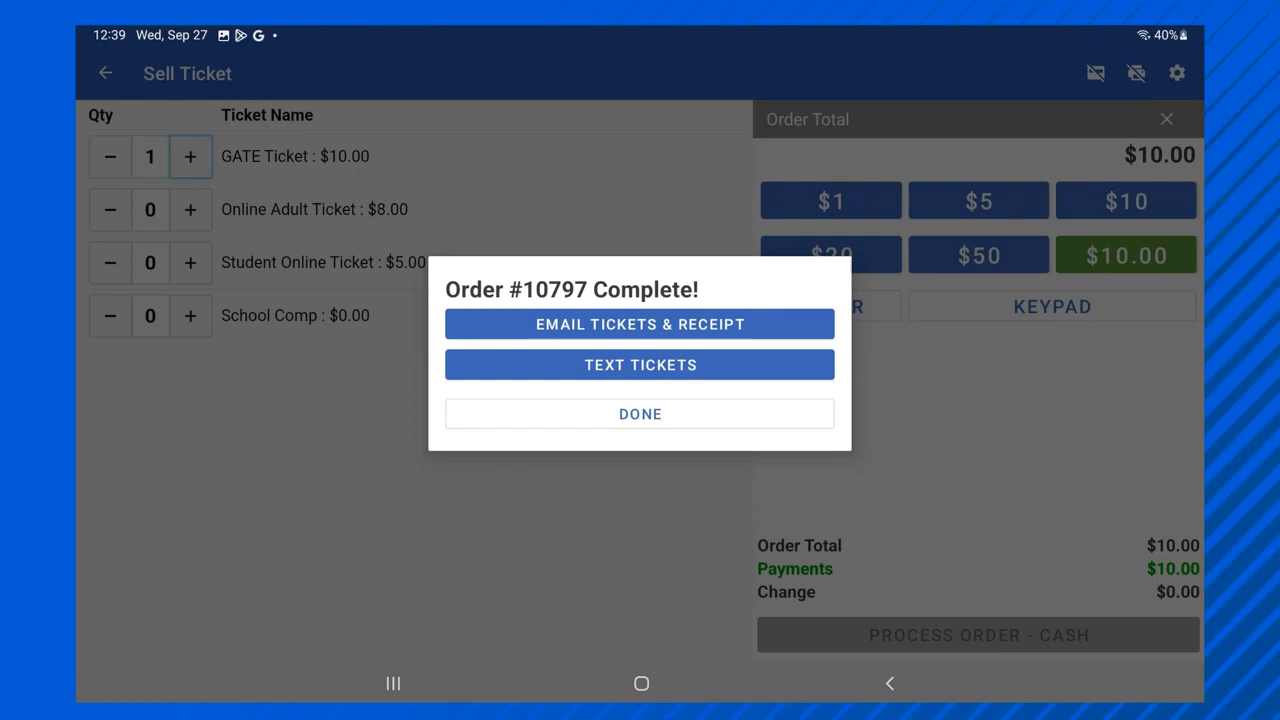 12:39 Wed, Sep 27
40%
Sell Ticket
Qty Ticket Name
Order Total
− 1 + GATE Ticket : $10.00
$10.00
− 0 + Online Adult Ticket : $8.00
$1 $5 $10
− 0 + Student Online Ticket : $5.00
$20 $50 $10.00
− 0 + School Comp : $0.00
R KEYPAD
Order #10797 Complete!
EMAIL TICKETS & RECEIPT
TEXT TICKETS
DONE
Order Total $10.00
Payments $10.00
Change $0.00
PROCESS ORDER - CASH